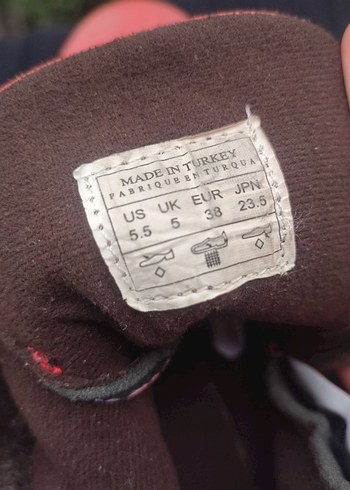 MADE IN TURKEY
FABRIQUE EN TURQUA
US UK EUR JPN
5.5 5 38 23.5